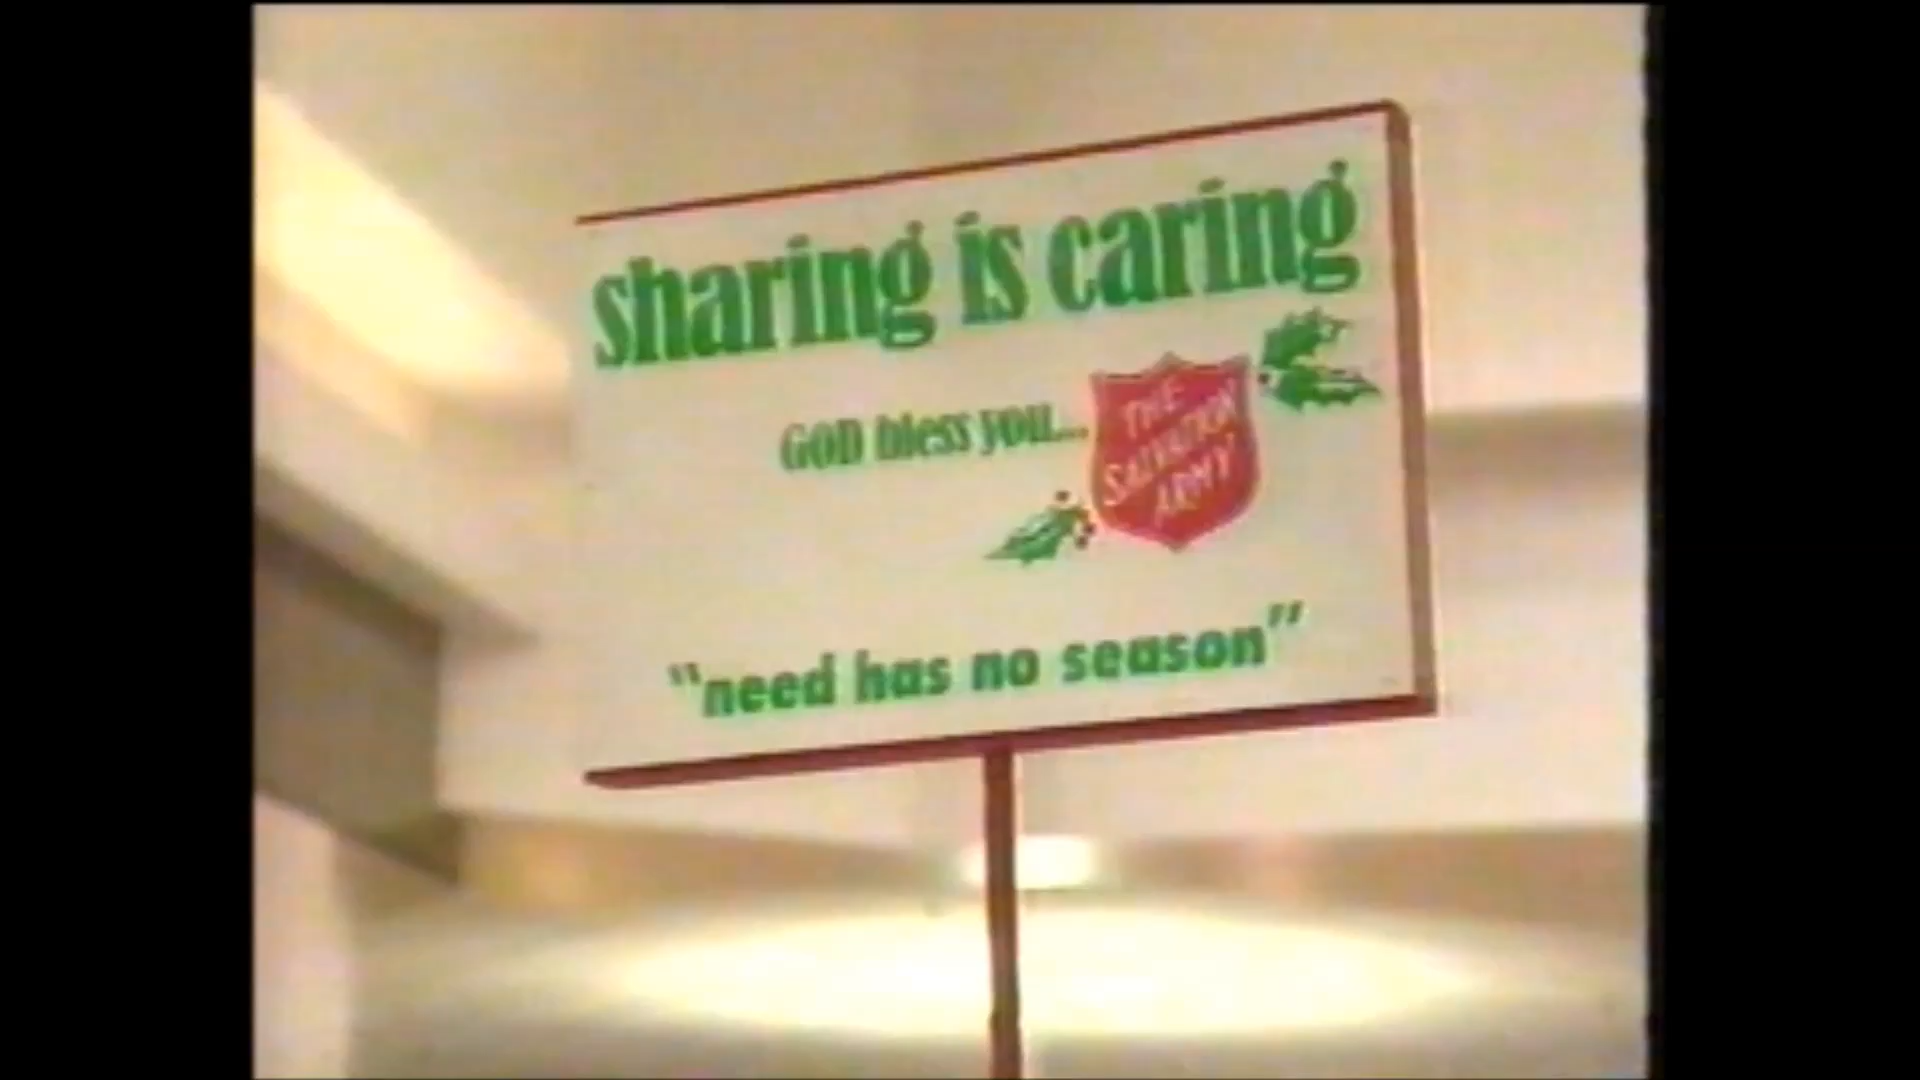 sharing is caring
GOD bless you...
THE
SALVATION
ARMY
"need has no season"